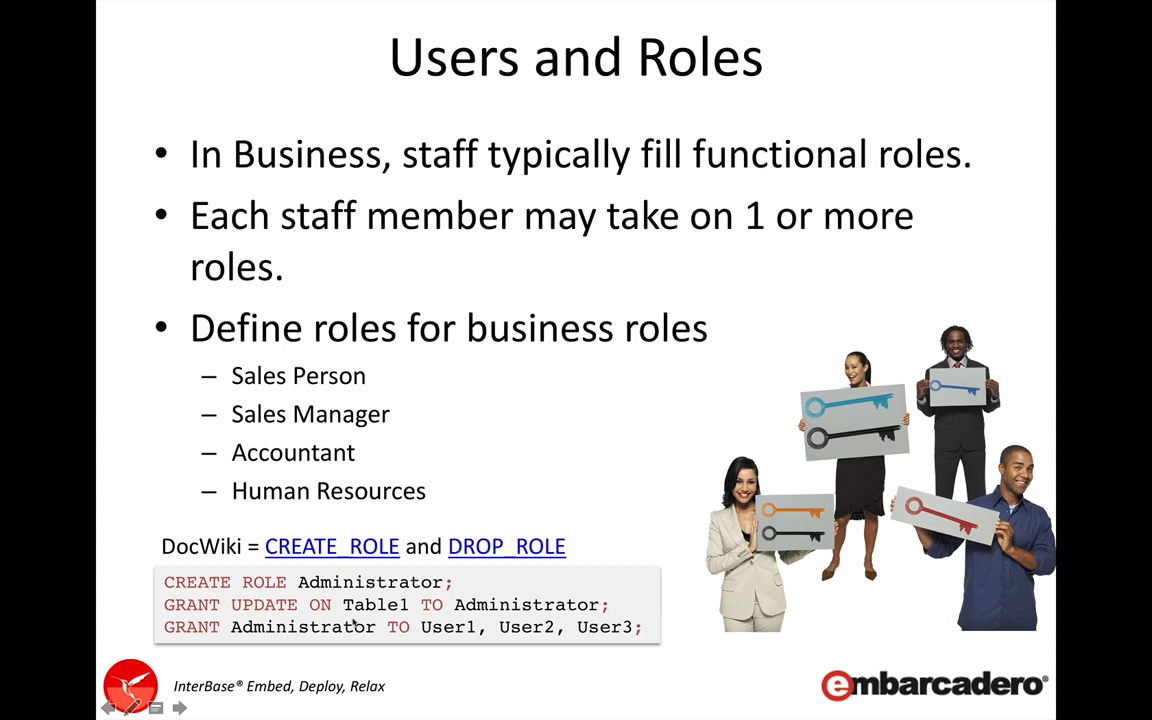 Users and Roles
• In Business, staff typically fill functional roles.
• Each staff member may take on 1 or more
roles.
• Define roles for business roles
– Sales Person
– Sales Manager
– Accountant
– Human Resources
DocWiki = CREATE_ROLE and DROP_ROLE
CREATE ROLE Administrator;
GRANT UPDATE ON Table1 TO Administrator;
GRANT Administrator TO User1, User2, User3;
InterBase® Embed, Deploy, Relax
embarcadero®